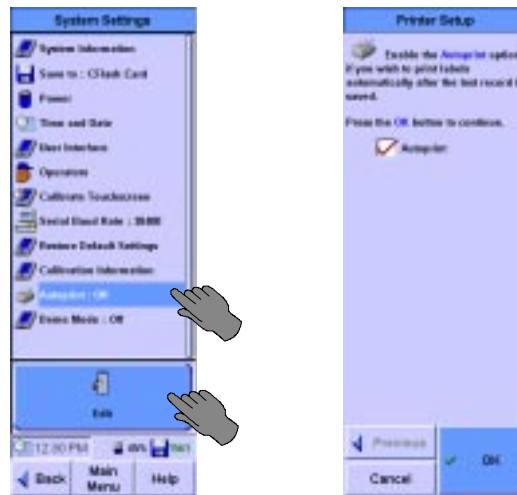 System Settings
System Information
Save to : CFlash Card
Power
Time and Date
User Interface
Operators
Calibrate Touchscreen
Serial Baud Rate : 38400
Restore Default Settings
Calibration Information
Autoprint : Off
Demo Mode : Off
Edit
12:30 PM
Back
Main
Menu
Help
Printer Setup
Enable the Autoprint option
if you wish to print labels
automatically after the test record is
saved.
Press the OK button to continue.
Autoprint
Previous
OK
Cancel